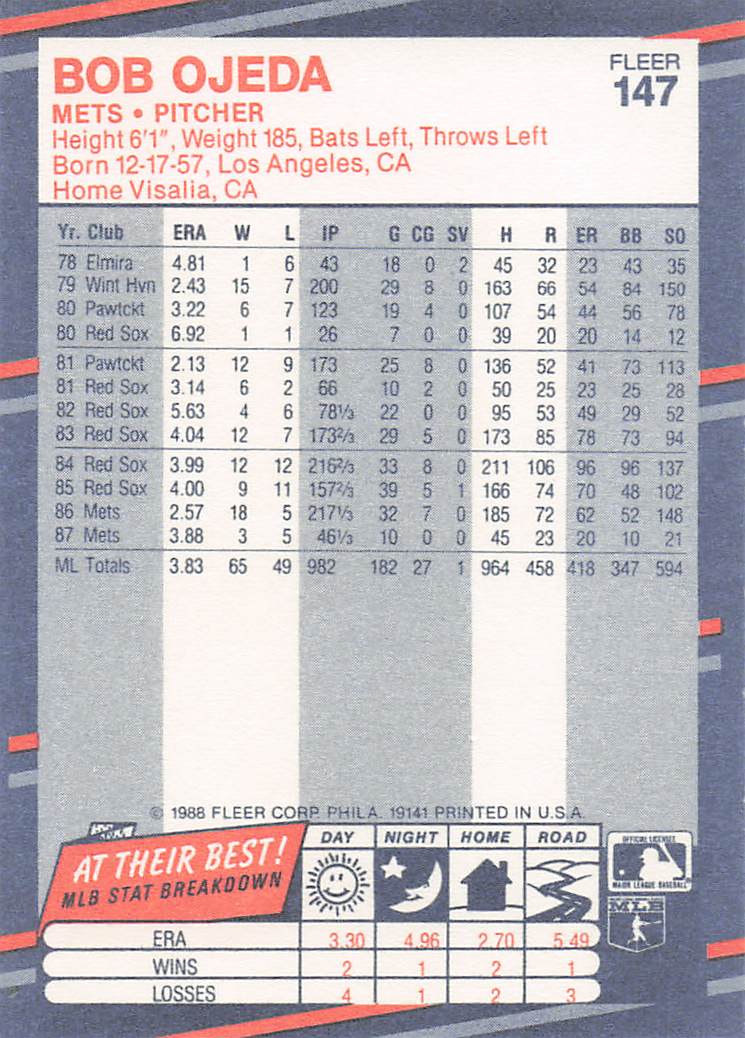 BOB OJEDA
FLEER
147
METS • PITCHER
Height 6'1", Weight 185, Bats Left, Throws Left
Born 12-17-57, Los Angeles, CA
Home Visalia, CA
Yr. Club ERA W L IP G CG SV H R ER BB SO
78 Elmira 4.81 1 6 43 18 0 2 45 32 23 43 35
79 Wint Hvn 2.43 15 7 200 29 8 0 163 66 54 84 150
80 Pawtckt 3.22 6 7 123 19 4 0 107 54 44 56 78
80 Red Sox 6.92 1 1 26 7 0 0 39 20 20 14 12
81 Pawtckt 2.13 12 9 173 25 8 0 136 52 41 73 113
81 Red Sox 3.14 6 2 66 10 2 0 50 25 23 25 28
82 Red Sox 5.63 4 6 78⅓ 22 0 0 95 53 49 29 52
83 Red Sox 4.04 12 7 173⅔ 29 5 0 173 85 78 73 94
84 Red Sox 3.99 12 12 216⅔ 33 8 0 211 106 96 96 137
85 Red Sox 4.00 9 11 157⅔ 39 5 1 166 74 70 48 102
86 Mets 2.57 18 5 217⅓ 32 7 0 185 72 62 52 148
87 Mets 3.88 3 5 46⅓ 10 0 0 45 23 20 10 21
ML Totals 3.83 65 49 982 182 27 1 964 458 418 347 594
© 1988 FLEER CORP. PHILA. 19141 PRINTED IN U.S.A.
AT THEIR BEST!
MLB STAT BREAKDOWN
DAY NIGHT HOME ROAD
OFFICIAL LICENSEE
MAJOR LEAGUE BASEBALL
MLB
ERA 3.30 4.96 2.70 5.49
WINS 2 1 2 1
LOSSES 4 1 2 3